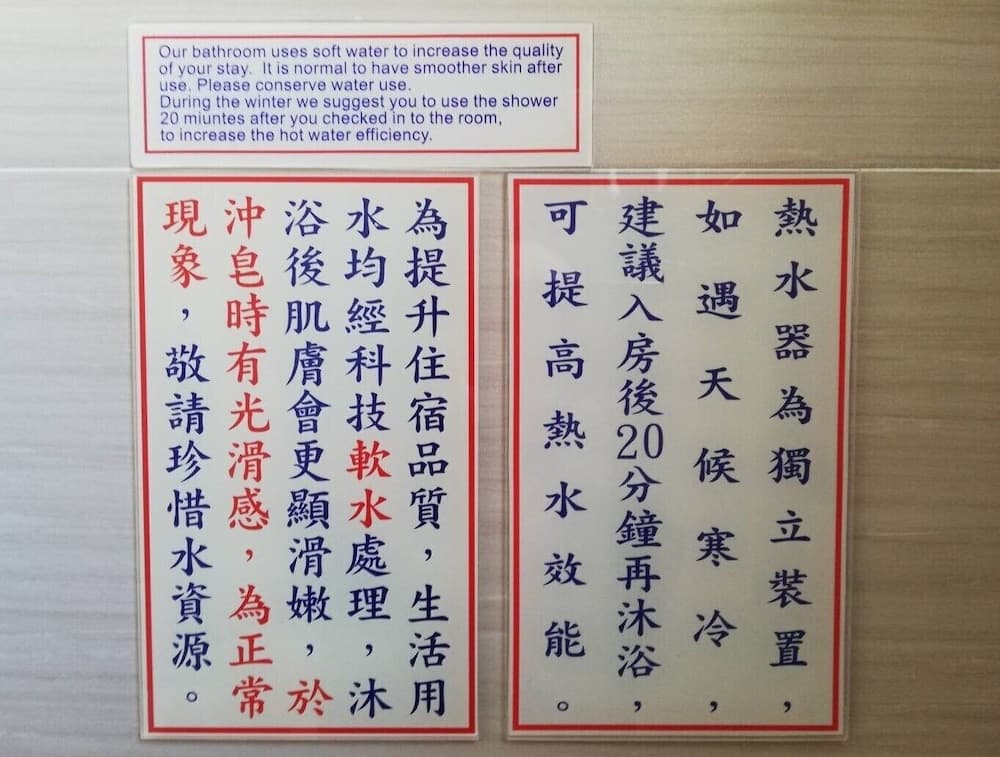 Our bathroom uses soft water to increase the quality
of your stay. It is normal to have smoother skin after
use. Please conserve water use.
During the winter we suggest you to use the shower
20 miuntes after you checked in to the room,
to increase the hot water efficiency.
為提升住宿品質，生活用
水均經科技軟水處理，沐
浴後肌膚會更顯滑嫩，於
沖皂時有光滑感，為正常
現象，敬請珍惜水資源。
熱水器為獨立裝置，
如遇天候寒冷，
建議入房後20分鐘再沐浴，
可提高熱水效能。